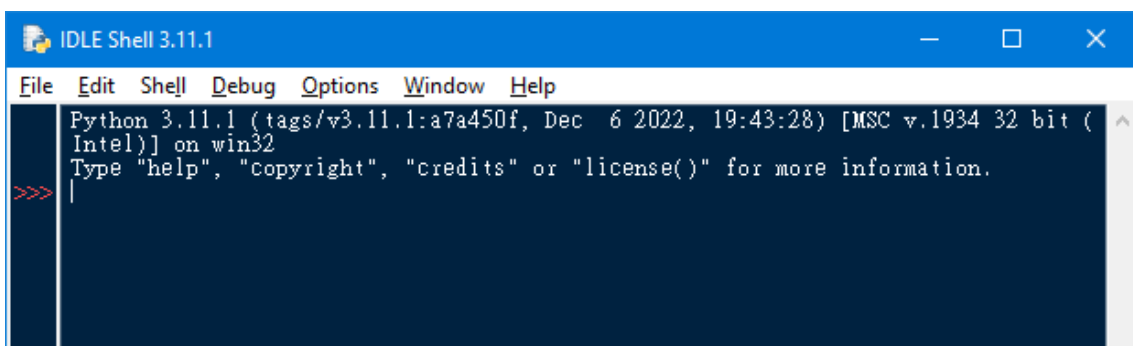 IDLE Shell 3.11.1
File Edit Shell Debug Options Window Help
Python 3.11.1 (tags/v3.11.1:a7a450f, Dec  6 2022, 19:43:28) [MSC v.1934 32 bit (
Intel)] on win32
Type "help", "copyright", "credits" or "license()" for more information.
>>>